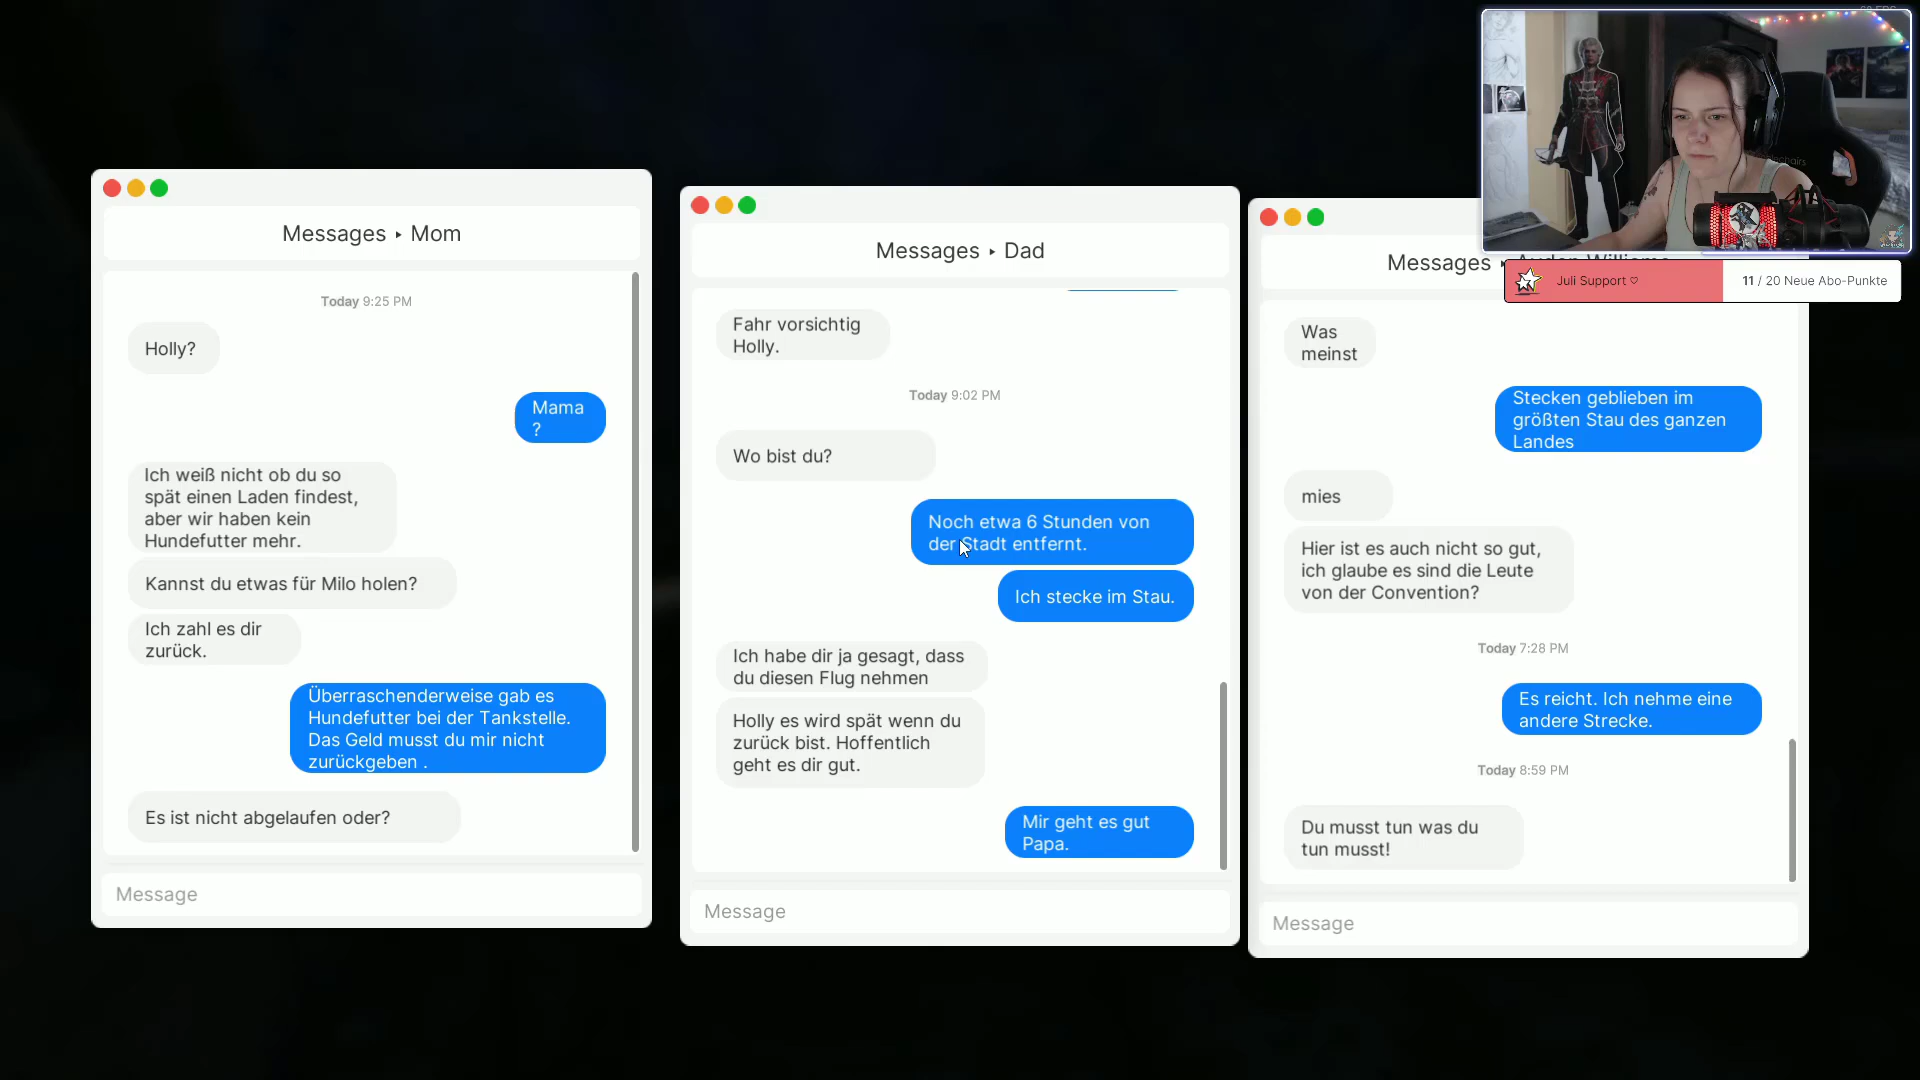 Messages ▸ Mom
Today 9:25 PM
Holly?
Mama
?
Ich weiß nicht ob du so
spät einen Laden findest,
aber wir haben kein
Hundefutter mehr.
Kannst du etwas für Milo holen?
Ich zahl es dir
zurück.
Überraschenderweise gab es
Hundefutter bei der Tankstelle.
Das Geld musst du mir nicht
zurückgeben .
Es ist nicht abgelaufen oder?
Message
Messages ▸ Dad
Fahr vorsichtig
Holly.
Today 9:02 PM
Wo bist du?
Noch etwa 6 Stunden von
der Stadt entfernt.
Ich stecke im Stau.
Ich habe dir ja gesagt, dass
du diesen Flug nehmen
Holly es wird spät wenn du
zurück bist. Hoffentlich
geht es dir gut.
Mir geht es gut
Papa.
Message
Messages
Juli Support ♡
11 / 20 Neue Abo-Punkte
Was
meinst
Stecken geblieben im
größten Stau des ganzen
Landes
mies
Hier ist es auch nicht so gut,
ich glaube es sind die Leute
von der Convention?
Today 7:28 PM
Es reicht. Ich nehme eine
andere Strecke.
Today 8:59 PM
Du musst tun was du
tun musst!
Message